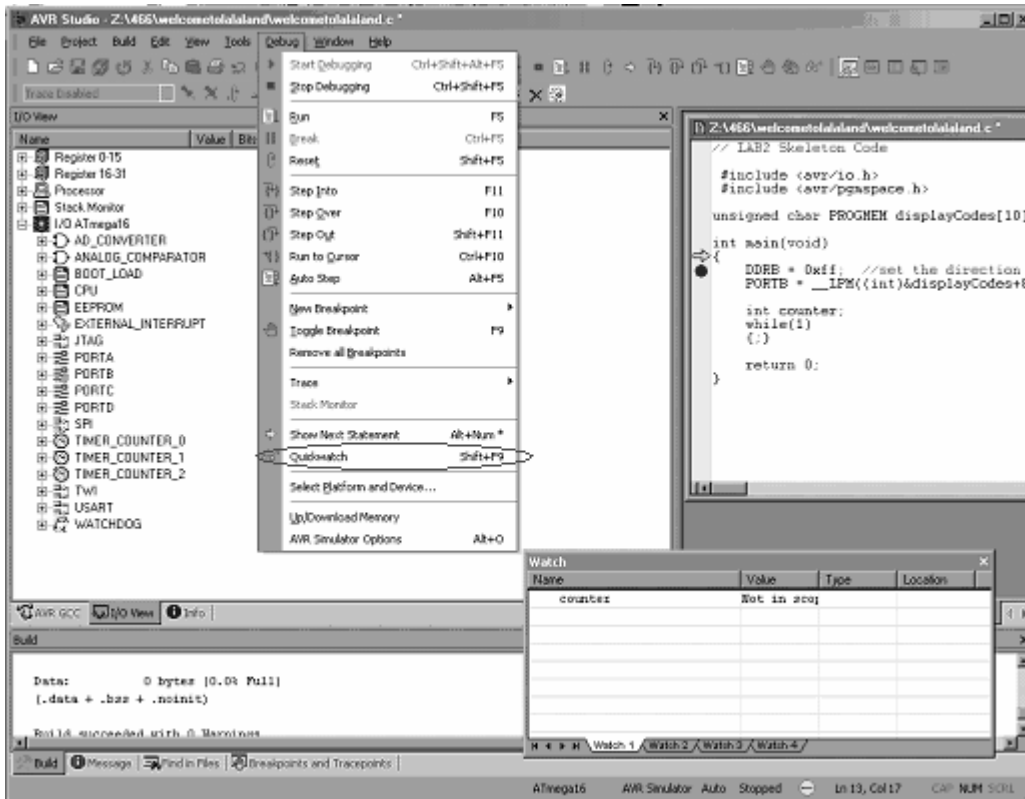 AVR Studio - Z:\466\welcometolalaland\welcometolalaland.c *
File Project Build Edit View Tools Debug Window Help
Trace Disabled
I/O View
Name Value Bits
Register 0-15
Register 16-31
Processor
Stack Monitor
I/O ATmega16
AD_CONVERTER
ANALOG_COMPARATOR
BOOT_LOAD
CPU
EEPROM
EXTERNAL_INTERRUPT
JTAG
PORTA
PORTB
PORTC
PORTD
SPI
TIMER_COUNTER_0
TIMER_COUNTER_1
TIMER_COUNTER_2
TWI
USART
WATCHDOG
AVR GCC I/O View Info
Start Debugging Ctrl+Shift+Alt+F5
Stop Debugging Ctrl+Shift+F5
Run F5
Break Ctrl+F5
Reset Shift+F5
Step Into F11
Step Over F10
Step Out Shift+F11
Run to Cursor Ctrl+F10
Auto Step Alt+F5
New Breakpoint
Toggle Breakpoint F9
Remove all Breakpoints
Trace
Stack Monitor
Show Next Statement Alt+Num *
Quickwatch Shift+F9
Select Platform and Device...
Up/Download Memory
AVR Simulator Options Alt+O
Z:\466\welcometolalaland\welcometolalaland.c *
// LAB2 Skeleton Code
#include <avr/io.h>
#include <avr/pgmspace.h>
unsigned char PROGMEM displayCodes[10]
int main(void)
{
DDRB = 0xff; //set the direction
PORTB = __LPM((int)&displayCodes+8
int counter;
while(1)
{;}
return 0;
}
Watch
Name Value Type Location
counter Not in scop
Watch 1 Watch 2 Watch 3 Watch 4
Build
Data: 0 bytes (0.0% Full)
(.data + .bss + .noinit)
Build succeeded with 0 Warnings
Build Message Find in Files Breakpoints and Tracepoints
ATmega16 AVR Simulator Auto Stopped Ln 13, Col 17 CAP NUM SCRL